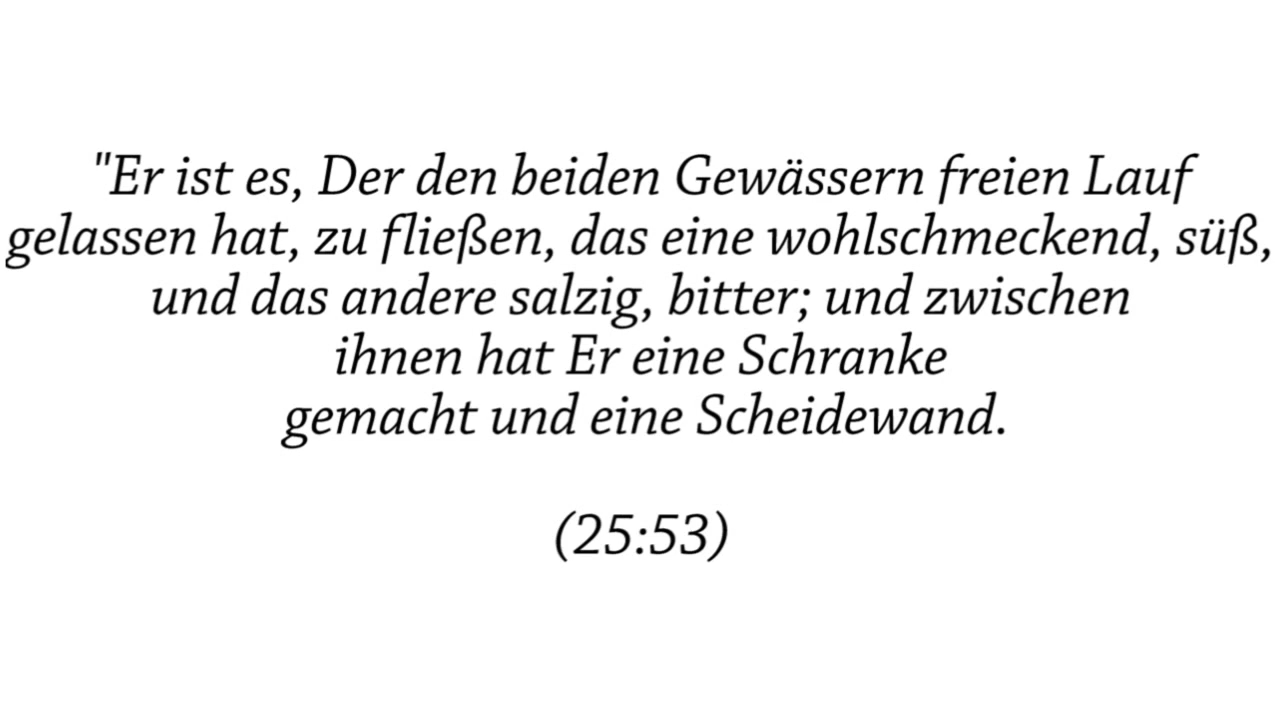 "Er ist es, Der den beiden Gewässern freien Lauf
gelassen hat, zu fließen, das eine wohlschmeckend, süß,
und das andere salzig, bitter; und zwischen
ihnen hat Er eine Schranke
gemacht und eine Scheidewand.
(25:53)